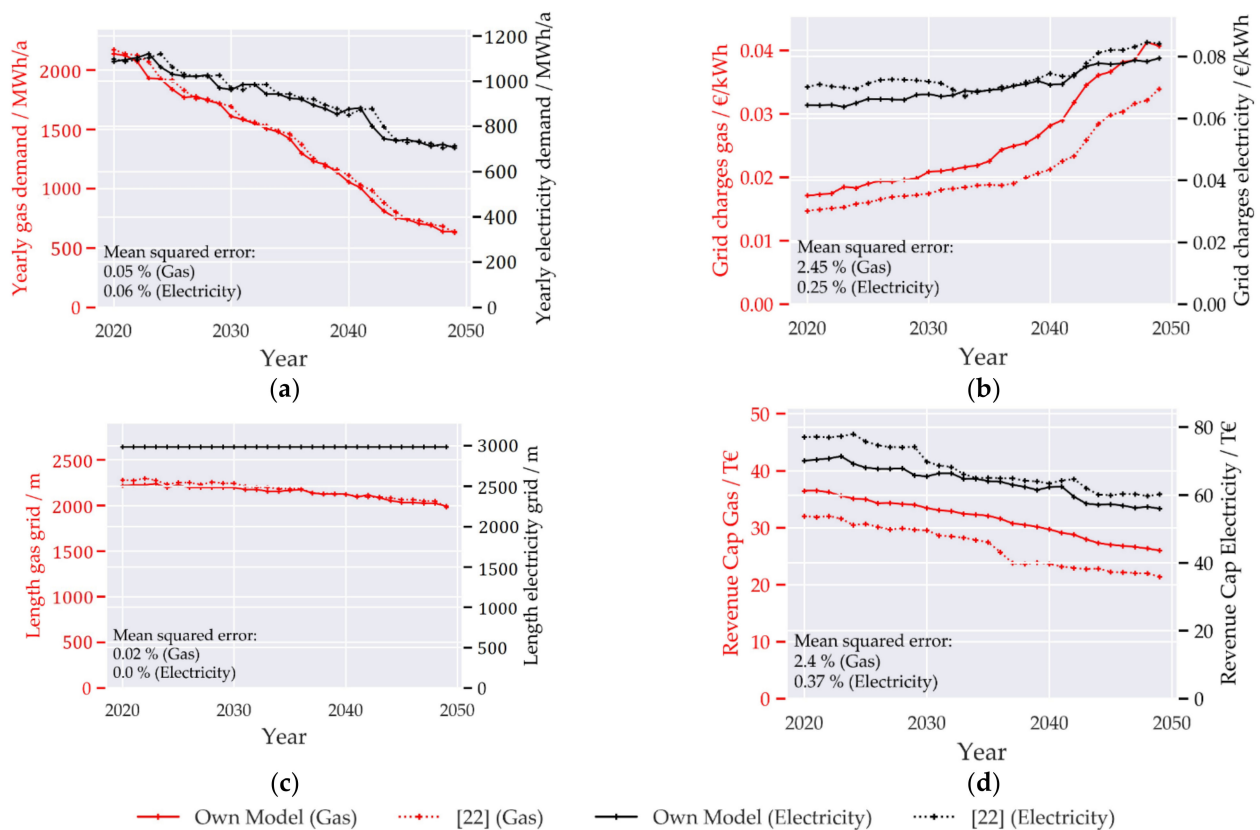 1200
2000
1000
1500
800
1000
600
400
500
200
0
0
Yearly gas demand / MWh/a
Yearly electricity demand / MWh/a
Mean squared error:
0.05 % (Gas)
0.06 % (Electricity)
2020
2030
2040
2050
Year
(a)
0.04
0.08
0.03
0.06
0.02
0.04
0.01
0.02
0.00
0.00
Grid charges gas / €/kWh
Grid charges electricity / €/kWh
Mean squared error:
2.45 % (Gas)
0.25 % (Electricity)
2020
2030
2040
2050
Year
(b)
3000
2500
2500
2000
2000
1500
1500
1000
1000
500
500
0
0
Length gas grid / m
Length electricity grid / m
Mean squared error:
0.02 % (Gas)
0.0 % (Electricity)
2020
2030
2040
2050
Year
(c)
50
80
40
60
30
40
20
20
10
0
0
Revenue Cap Gas / T€
Revenue Cap Electricity / T€
Mean squared error:
2.4 % (Gas)
0.37 % (Electricity)
2020
2030
2040
2050
Year
(d)
Own Model (Gas)
[22] (Gas)
Own Model (Electricity)
[22] (Electricity)